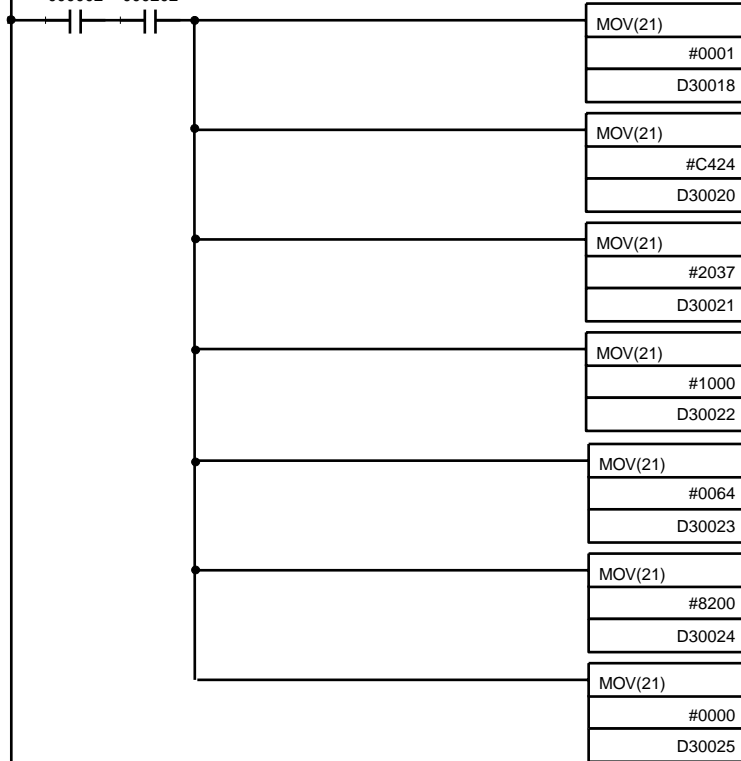 MOV(21)
#0001
D30018
MOV(21)
#C424
D30020
MOV(21)
#2037
D30021
MOV(21)
#1000
D30022
MOV(21)
#0064
D30023
MOV(21)
#8200
D30024
MOV(21)
#0000
D30025